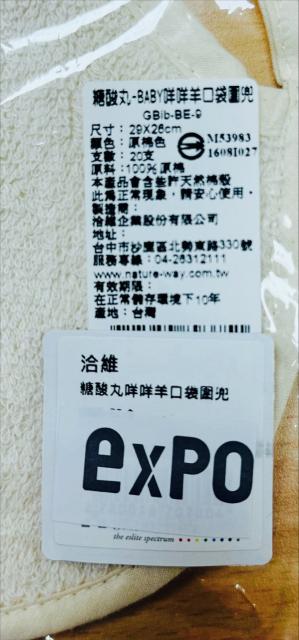 糖酸丸-BABY咩咩羊口袋圍兜
GBib-BE-9
尺寸：29X26cm
顏色：原棉色
支數：20支
原料：100%原棉
M53983
1608I027
本產品會含些許天然棉殼
此為正常現象，請安心使用。
製造商：
洽維企業股份有限公司
地址：
台中市沙鹿區北勢東路330號
服務專線：04-26312111
www.nature-way.com.tw
有效期限：
在正常儲存環境下10年
產地：台灣
洽維
糖酸丸咩咩羊口袋圍兜
exPO
the eslite spectrum